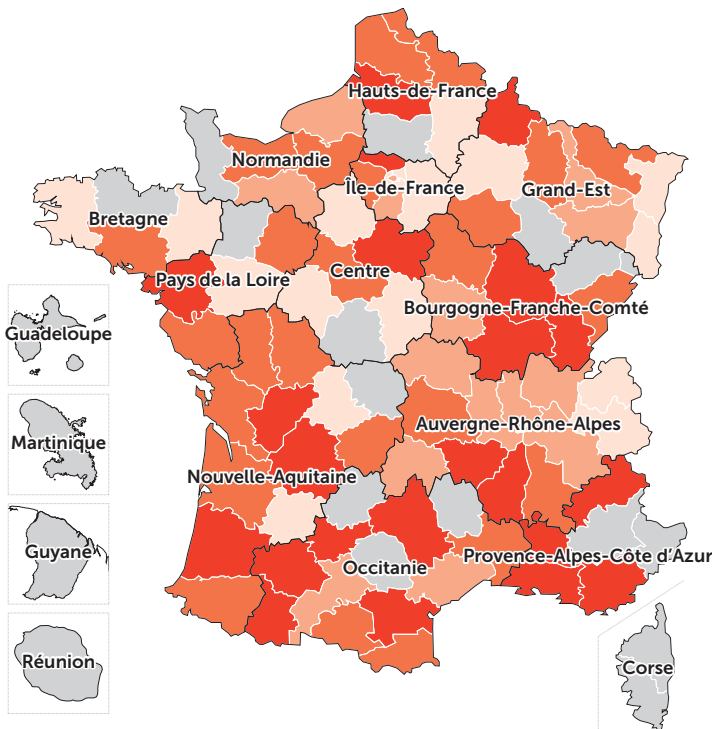 Hauts-de-France
Normandie
Île-de-France
Grand-Est
Bretagne
Pays de la Loire
Centre
Bourgogne-Franche-Comté
Guadeloupe
Martinique
Auvergne-Rhône-Alpes
Nouvelle-Aquitaine
Guyane
Occitanie
Provence-Alpes-Côte d'Azur
Réunion
Corse